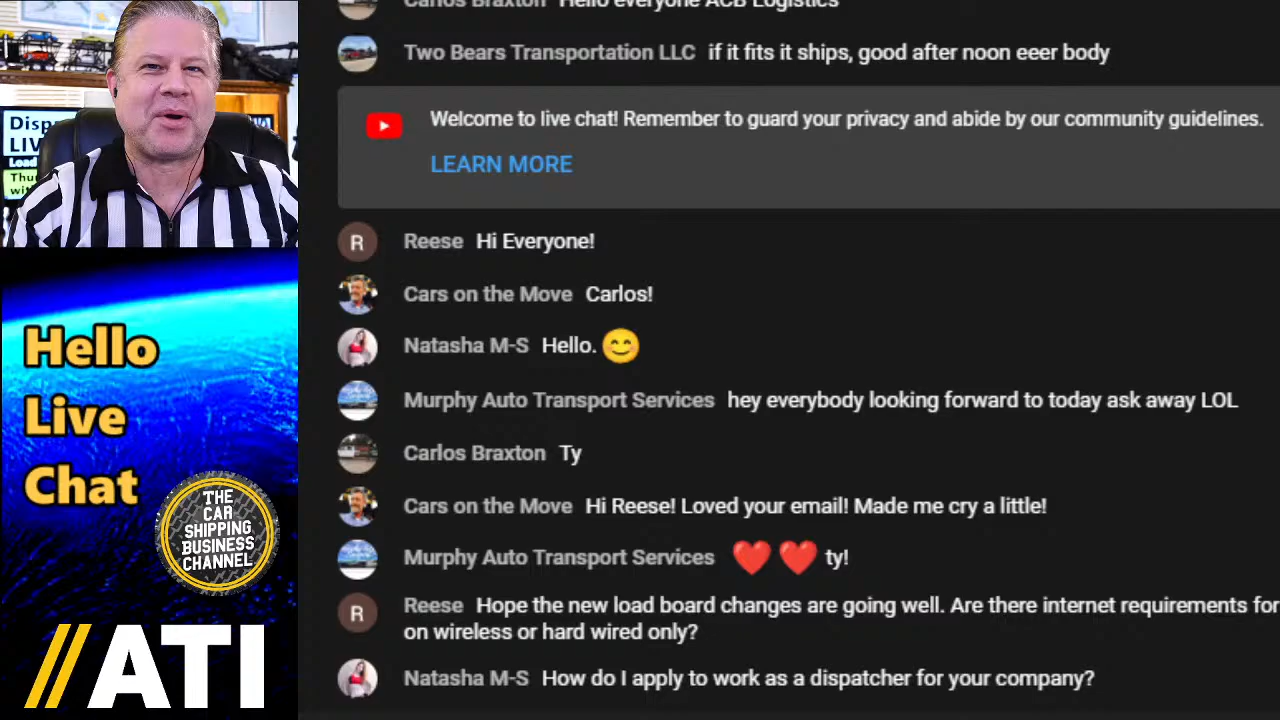 Carlos Braxton Hello everyone ACB Logistics
Two Bears Transportation LLC if it fits it ships, good after noon eeer body
Welcome to live chat! Remember to guard your privacy and abide by our community guidelines.
LEARN MORE
R Reese Hi Everyone!
Cars on the Move Carlos!
Natasha M-S Hello. 😊
Murphy Auto Transport Services hey everybody looking forward to today ask away LOL
Carlos Braxton Ty
Cars on the Move Hi Reese! Loved your email! Made me cry a little!
Murphy Auto Transport Services ❤️❤️ ty!
R Reese Hope the new load board changes are going well. Are there internet requirements for
on wireless or hard wired only?
Natasha M-S How do I apply to work as a dispatcher for your company?
Disp
LIV
Load
Thu
wit
Hello
Live
Chat
THE
CAR
SHIPPING
BUSINESS
CHANNEL
//ATI